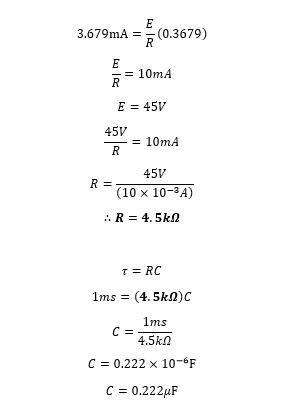 3.679mA = E/R (0.3679)
E/R = 10mA
E = 45V
45V/R = 10mA
R = 45V/(10 × 10⁻³A)
∴ R = 4.5kΩ
τ = RC
1ms = (4.5kΩ)C
C = 1ms/4.5kΩ
C = 0.222 × 10⁻⁶F
C = 0.222μF